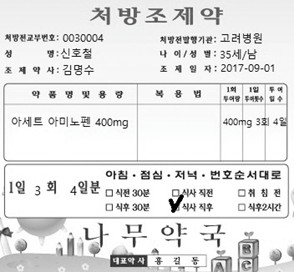 처방조제약
처방전교부번호: 0030004 처방전발행기관: 고려병원
성 명: 신호철 나 이 / 성 별: 35세/남
조 제 약 사: 김명수 조 제 일 자: 2017-09-01
약 품 명 및 용 량 복 용 법 1회 투여량 1일 투여횟수 투여 일수
아세트 아미노펜 400mg 400mg 3회 4일
1일 3 회 4일분
아침·점심·저녁·번호순서대로
□ 식전 30분 □ 식사 직전 □ 취 침 전
□ 식후 30분 ✓ 식사 직후 □ 식후2시간
나무약국
대표약사 홍 길 동
A B C